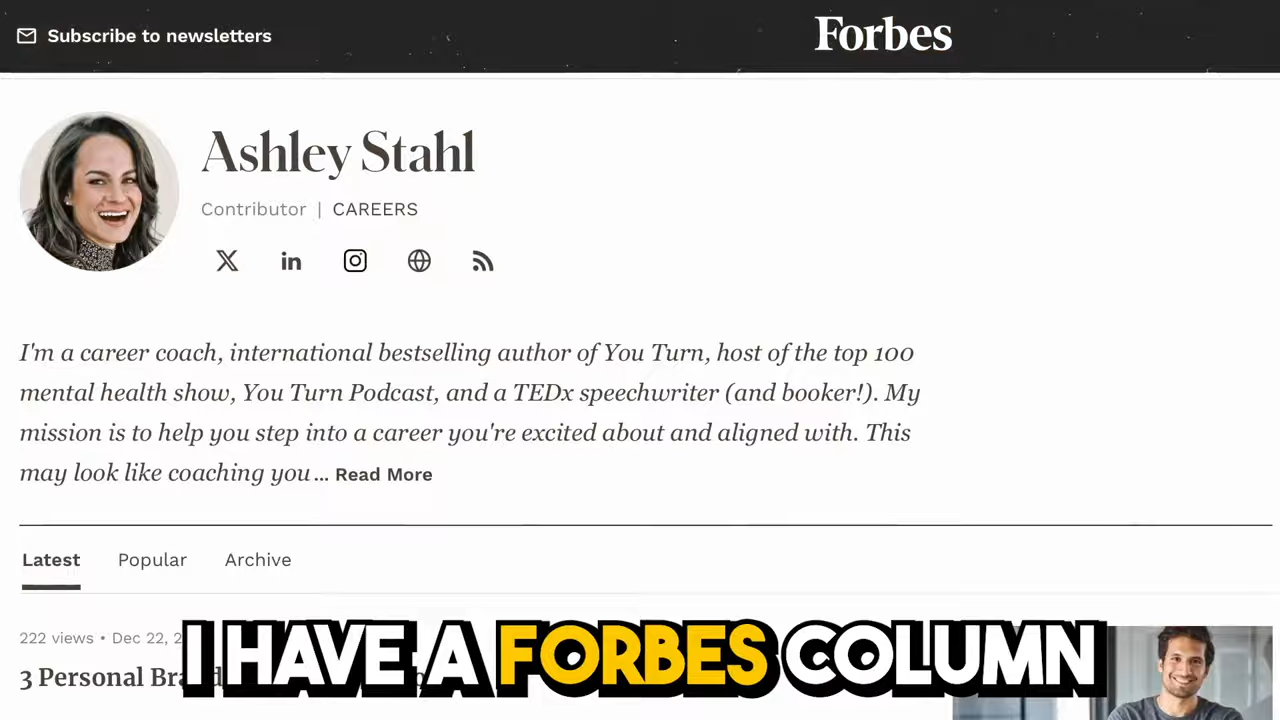 Subscribe to newsletters
Forbes
Ashley Stahl
Contributor | CAREERS
I'm a career coach, international bestselling author of You Turn, host of the top 100
mental health show, You Turn Podcast, and a TEDx speechwriter (and booker!). My
mission is to help you step into a career you're excited about and aligned with. This
may look like coaching you ... Read More
Latest Popular Archive
222 views • Dec 22,
3 Personal
I HAVE A FORBES COLUMN